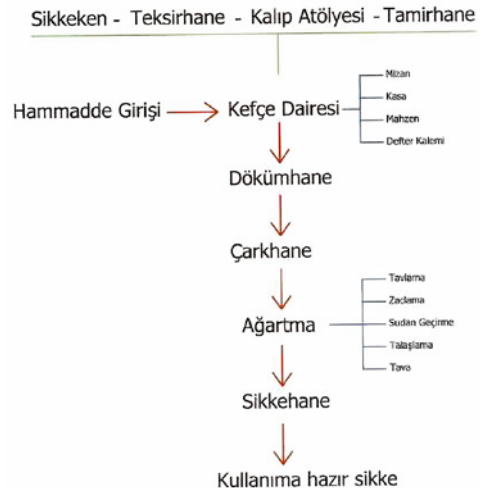 Sikkeken - Teksirhane - Kalıp Atölyesi - Tamirhane
Hammadde Girişi
Kefçe Dairesi
Mizan
Kasa
Mahzen
Defter Kalemi
Dökümhane
Çarkhane
Ağartma
Tavlama
Zaclama
Sudan Geçirme
Talaşlama
Tava
Sikkehane
Kullanıma hazır sikke